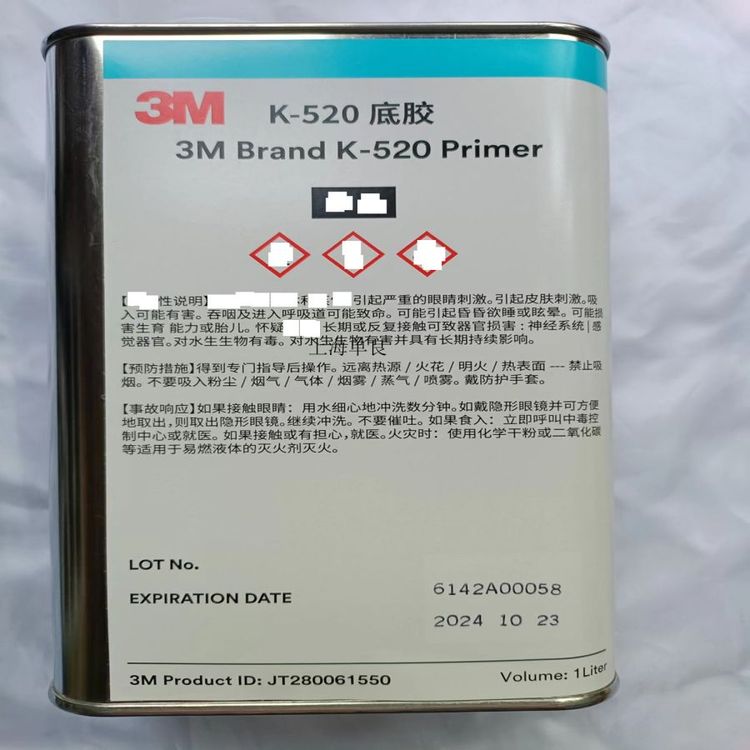 3M K-520 底胶
3M Brand K-520 Primer
【 性说明】 引起严重的眼睛刺激。引起皮肤刺激。吸
入可能有害。吞咽及进入呼吸道可能致命。可能引起昏昏欲睡或眩晕。可能损
害生育 能力或胎儿。怀疑 长期或反复接触可致器官损害:神经系统|感
觉器官。对水生生物有毒。对水生生物有害并具有长期持续影响。
上海单良
【预防措施】得到专门指导后操作。远离热源/火花/明火/热表面 --- 禁止吸
烟。不要吸入粉尘/烟气/气体/烟雾/蒸气/喷雾。戴防护手套。
【事故响应】如果接触眼睛:用水细心地冲洗数分钟。如戴隐形眼镜并可方便
地取出,则取出隐形眼镜。继续冲洗。不要催吐。如果食入:立即呼叫中毒控
制中心或就医。如果接触或有担心,就医。火灾时:使用化学干粉或二氧化碳
等适用于易燃液体的灭火剂灭火。
LOT No. 6142A00058
EXPIRATION DATE 2024 10 23
3M Product ID: JT280061550 Volume: 1 Liter